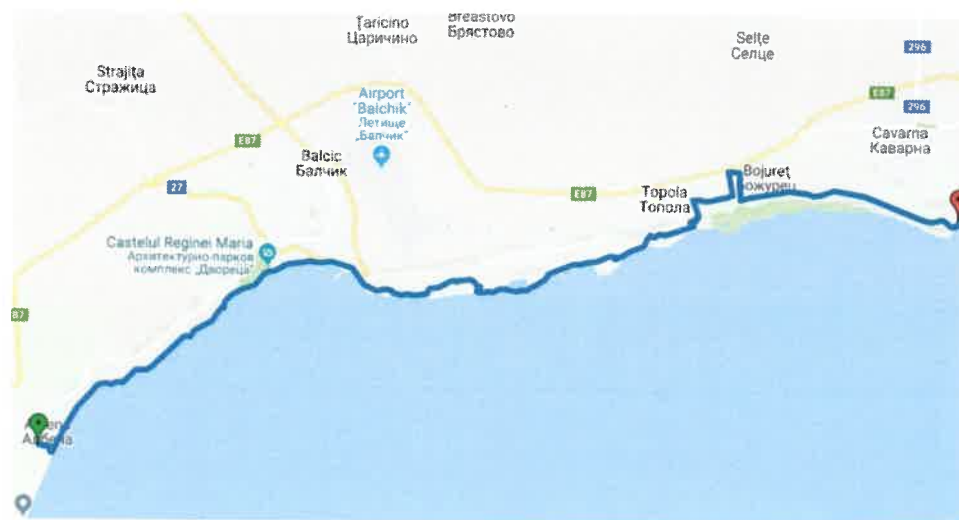 Țaricino
Царичино
Breastovo
Брястово
Selțe
Селце
296
Strajița
Стражица
E87
Airport
"Balchik"
Летище
„Балчик"
296
E87
Cavarna
Каварна
Balcic
Балчик
27
E87
Bojureț
Topola
Топола
Castelul Reginei Maria
Архитектурно-парков
комплекс „Двореца"